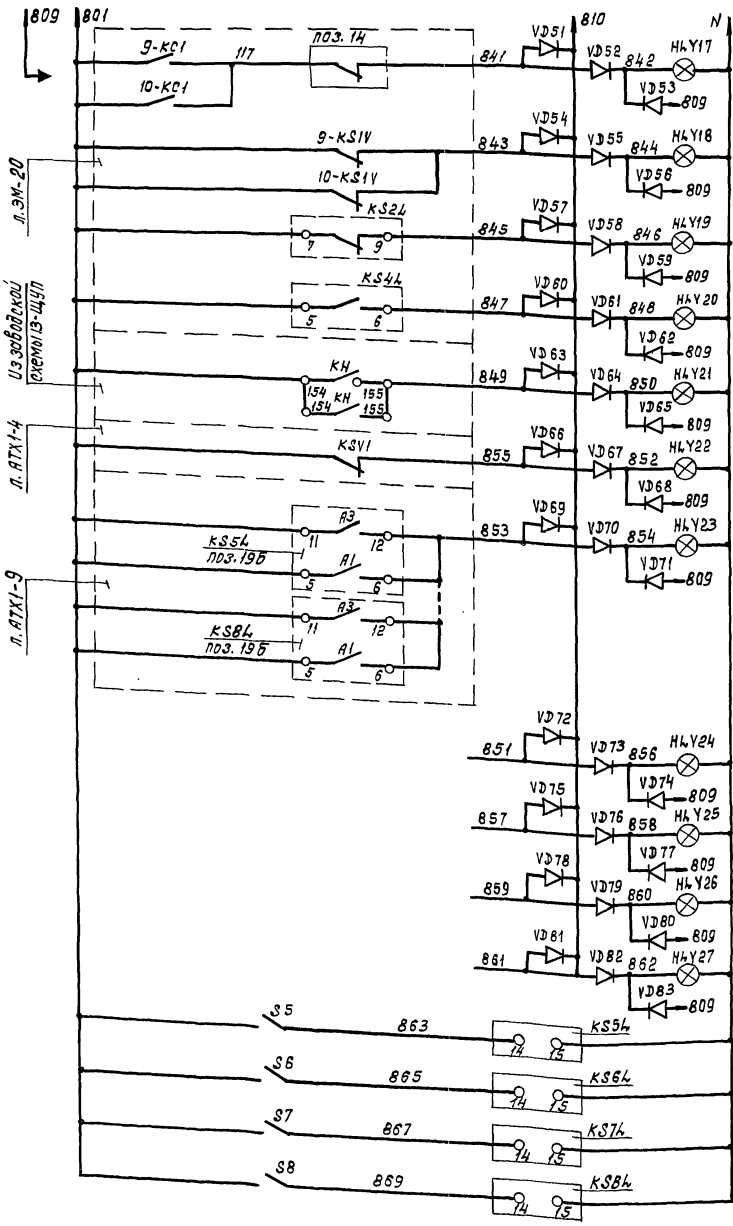 809 801 810 N
поз.14
9-KC1 117 841 VD51 VD52 842 HLY17
10-KC1 VD53 809
9-KS1V 843 VD54 VD55 844 HLY18
10-KS1V VD56 809
л. ЭМ-20
KS2L
7 9 845 VD57 VD58 846 HLY19
VD59 809
KS4L
5 6 847 VD60 VD61 848 HLY20
VD62 809
Из заводской
схемы 13-ЩУП
KH
154 155 849 VD63 VD64 850 HLY21
154 KH 155 VD65 809
л. АТХ1-4
KSV1 855 VD66 VD67 852 HLY22
VD68 809
л. АТХ1-9
KS5L
поз.19б
11 A3 12 853 VD69 VD70 854 HLY23
5 A1 6 VD71 809
KS8L
поз.19б
11 A3 12
5 A1 6
851 VD72 VD73 856 HLY24
VD74 809
857 VD75 VD76 858 HLY25
VD77 809
859 VD78 VD79 860 HLY26
VD80 809
861 VD81 VD82 862 HLY27
VD83 809
S5 863 14 15 KS5L
S6 865 14 15 KS6L
S7 867 14 15 KS7L
S8 869 14 15 KS8L